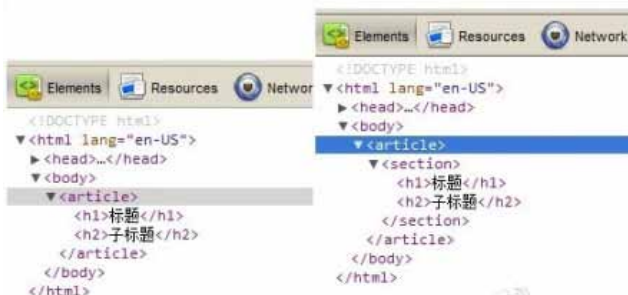 Elements Resources Networ
<!DOCTYPE html>
▼<html lang="en-US">
▶<head>…</head>
▼<body>
▼<article>
<h1>标题</h1>
<h2>子标题</h2>
</article>
</body>
</html>
Elements Resources Network
<!DOCTYPE html>
▼<html lang="en-US">
▶<head>…</head>
▼<body>
▼<article>
▼<section>
<h1>标题</h1>
<h2>子标题</h2>
</section>
</article>
</body>
</html>